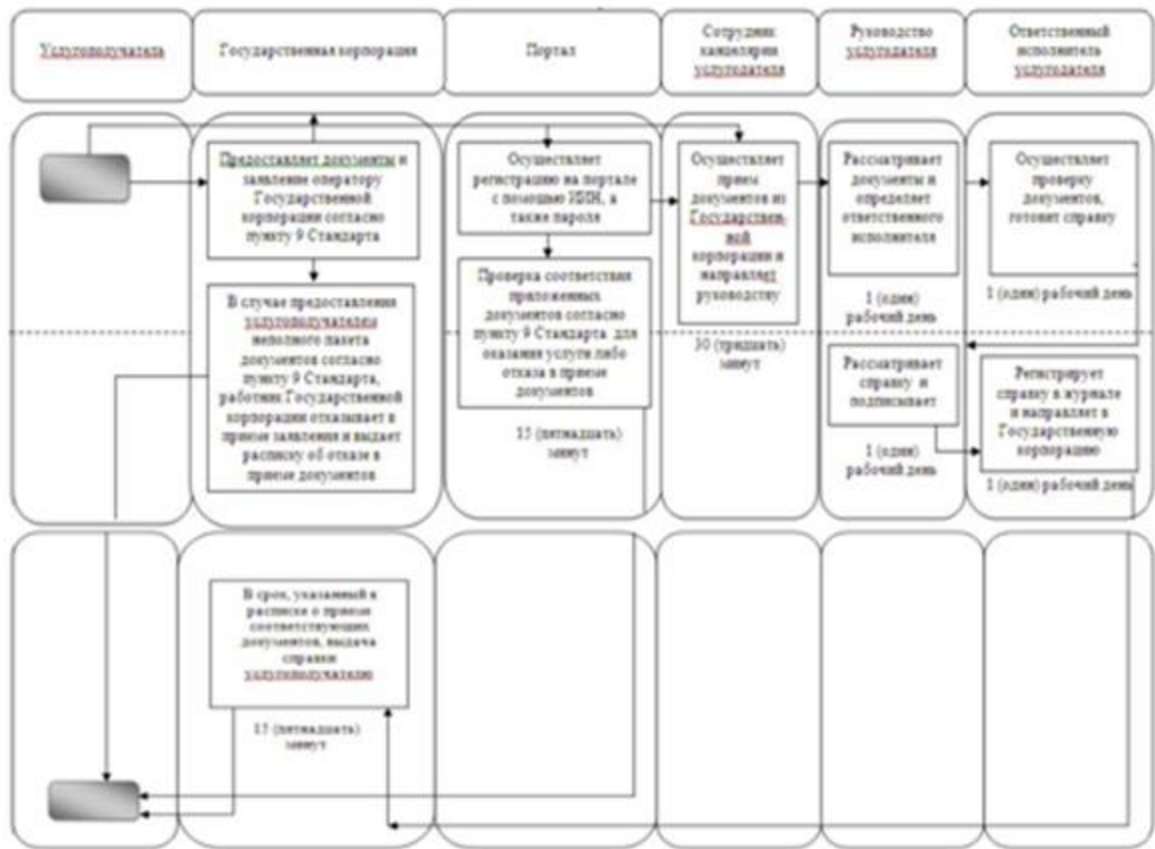 Услугополучатель
Государственная корпорация
Портал
Сотрудник
канцелярии
услугодателя
Руководство
услугодателя
Ответственный
исполнитель
услугодателя
Предоставляет документы и
заявление оператору
Государственной
корпорации согласно
пункту 9 Стандарта
В случае предоставления
услугополучателем
неполного пакета
документов согласно
пункту 9 Стандарта,
работник Государственной
корпорации отказывает в
приеме заявления и выдает
расписку об отказе в
приеме документов
Осуществляет
регистрацию на портале
с помощью ИИН, а
также пароля
Проверка соответствия
приложенных
документов согласно
пункту 9 Стандарта для
оказания услуги либо
отказа в приеме
документов
15 (пятнадцать)
минут
Осуществляет
прием
документов из
Государствен-
ной
корпорации и
направляет
руководству
30 (тридцать)
минут
Рассматривает
документы и
определяет
ответственного
исполнителя
1 (один)
рабочий день
Рассматривает
справку и
подписывает
1 (один)
рабочий день
Осуществляет
проверку
документов,
готовит справку
1 (один) рабочий день
Регистрирует
справку в журнале
и направляет в
Государственную
корпорацию
1 (один) рабочий день
В срок, указанный в
расписке о приеме
соответствующих
документов, выдача
справки
услугополучателю
15 (пятнадцать)
минут